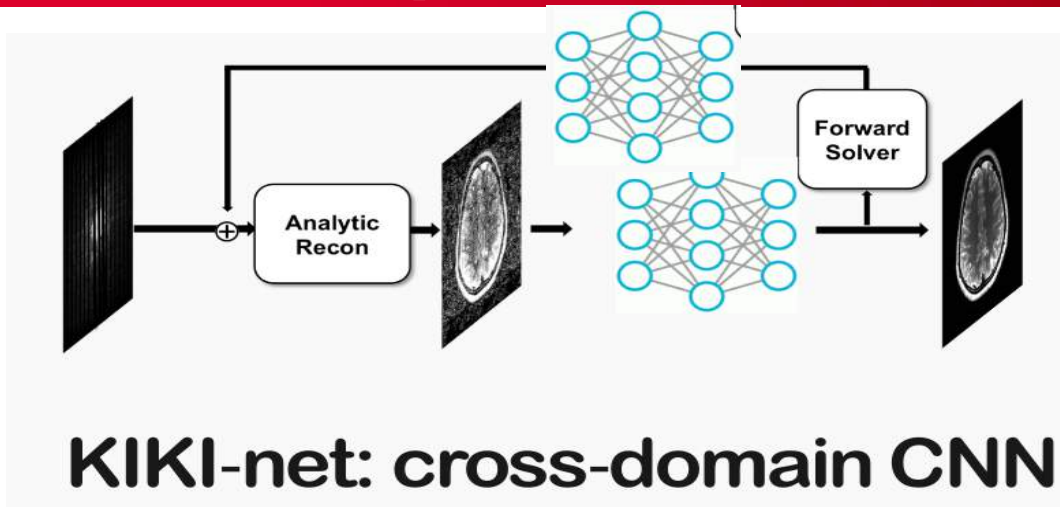 Forward
Solver
Analytic
Recon
KIKI-net: cross-domain CNN